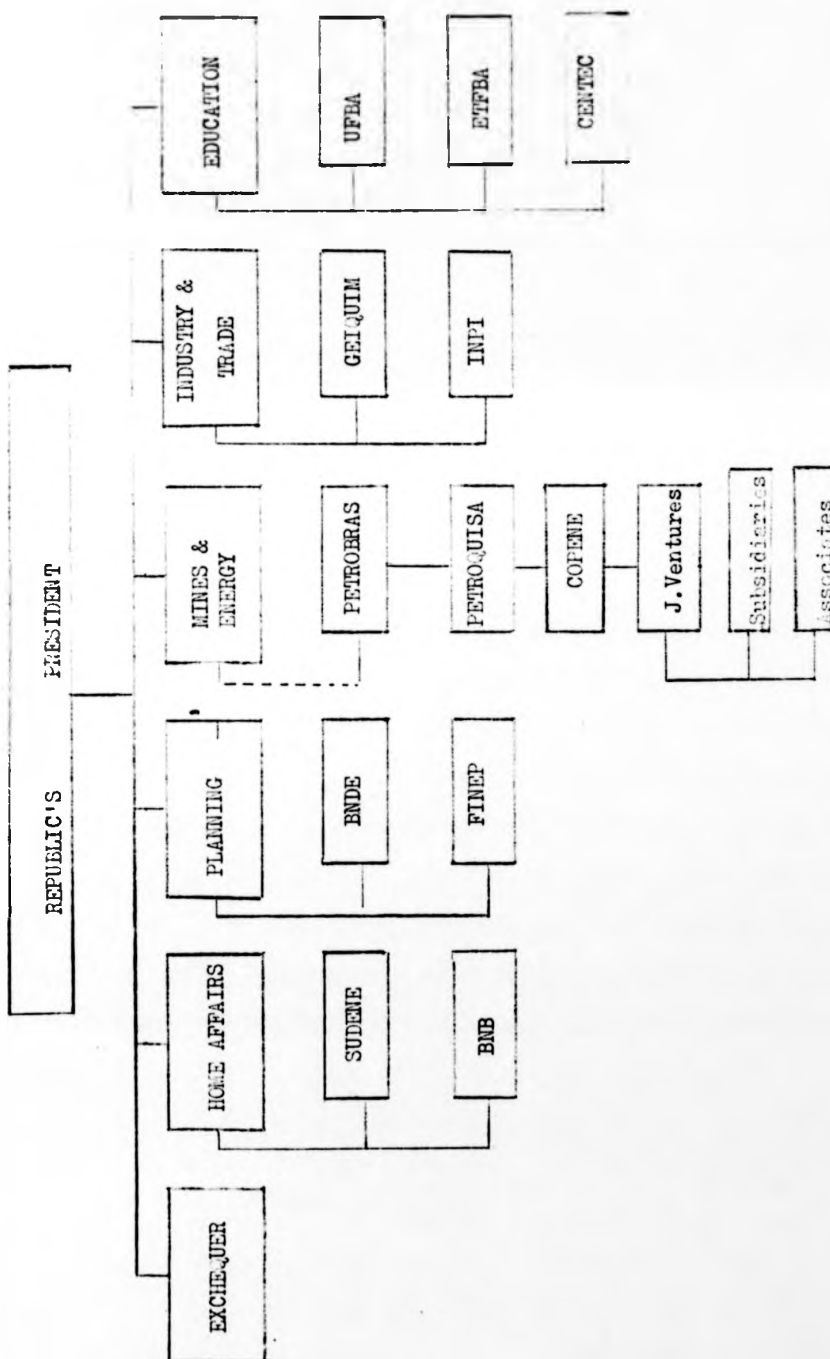 REPUBLIC'S PRESIDENT
EXCHEQUER
HOME AFFAIRS
SUDENE
BNB
PLANNING
BNDE
FINEP
MINES &
ENERGY
PETROBRAS
PETROQUISA
COPENE
J.Ventures
Subsidiaries
Associates
INDUSTRY &
TRADE
GEIQUIM
INPI
EDUCATION
UFBA
ETFBA
CENTEC